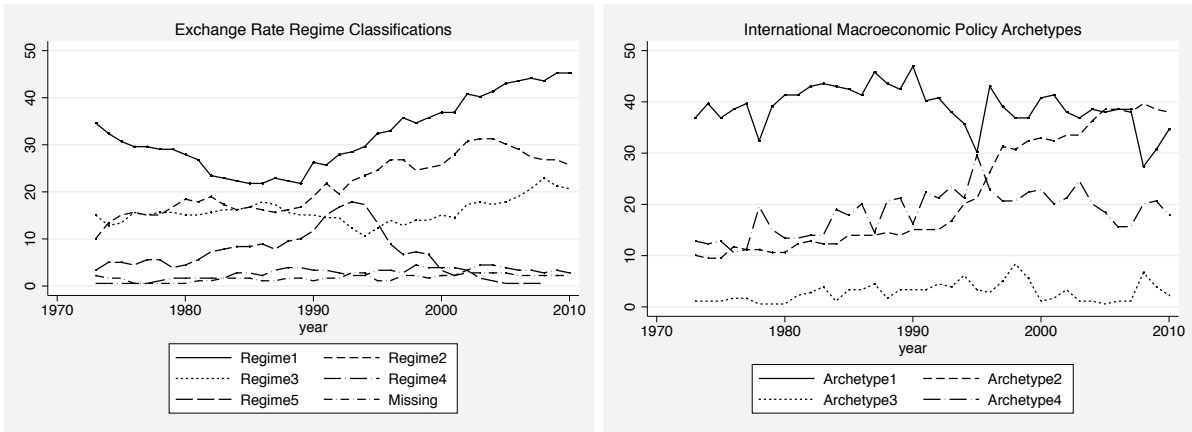 Exchange Rate Regime Classifications
50
40
30
20
10
0
1970 1980 1990 2000 2010
year
Regime1 Regime2
Regime3 Regime4
Regime5 Missing
International Macroeconomic Policy Archetypes
50
40
30
20
10
0
1970 1980 1990 2000 2010
year
Archetype1 Archetype2
Archetype3 Archetype4